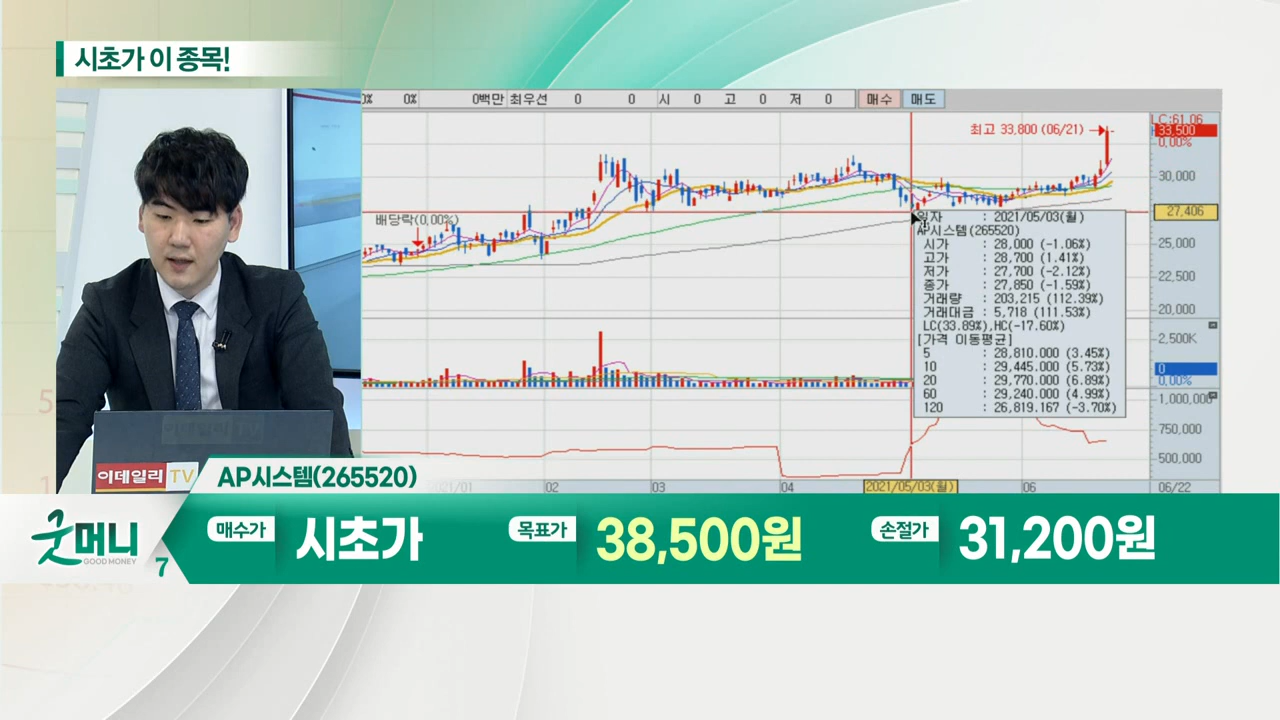 시초가 이 종목!
0% 0% 0백만 최우선 0 0 시 0 고 0 저 0 매수 매도
LC:61.06
최고 33,800 (06/21)
33,500
0,00%
30,000
배당락(0,00%)
27,406
일자 : 2021/05/03(월)
AP시스템(265520)
시가 : 28,000 (-1.06%)
고가 : 28,700 (1.41%)
저가 : 27,700 (-2.12%)
종가 : 27,850 (-1.59%)
거래량 : 203,215 (112.39%)
거래대금 : 5,718 (111.53%)
LC(33.89%),HC(-17.60%)
[가격 이동평균]
5 : 28,810.000 (3.45%)
10 : 29,445.000 (5.73%)
20 : 29,770.000 (6.89%)
60 : 29,240.000 (4.99%)
120 : 26,819.167 (-3.70%)
25,000
22,500
20,000
2,500K
0
0,00%
1,000,000
750,000
500,000
이데일리 TV
AP시스템(265520)
2021/01 02 03 04 2021/05/03(월) 06 06/22
굿머니
GOOD MONEY
7
매수가 시초가 목표가 38,500원 손절가 31,200원